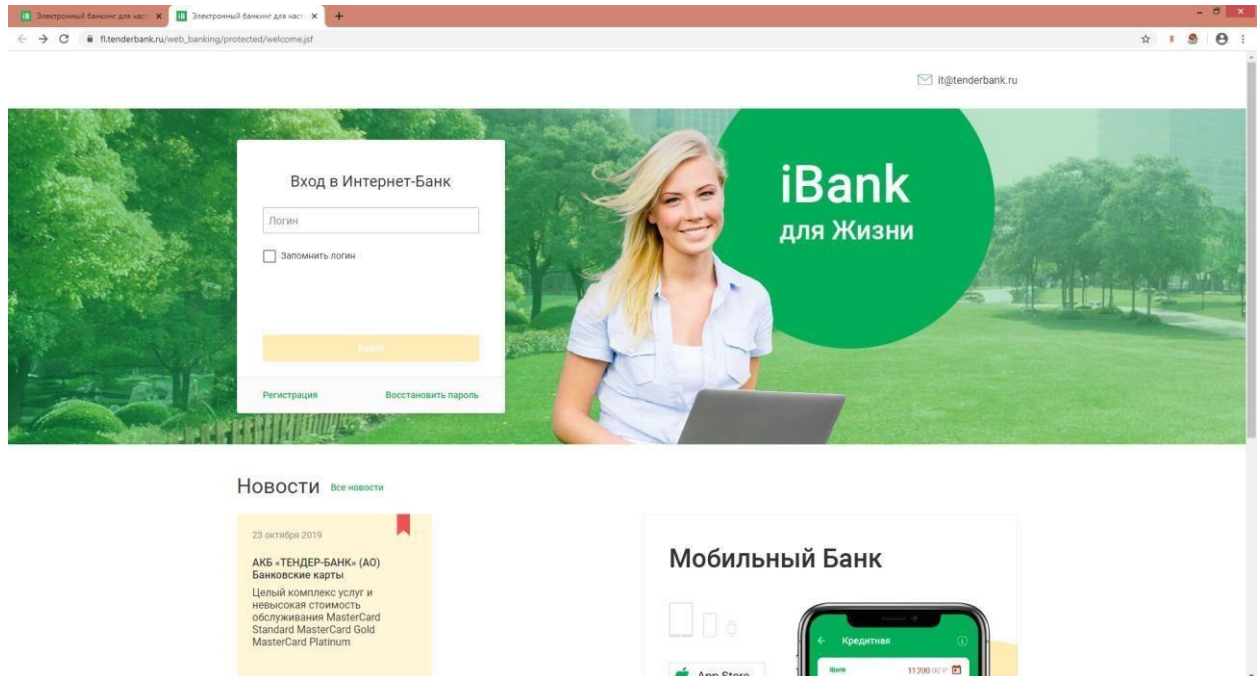 Электронный банкинг для час
Электронный банкинг для част
fl.tenderbank.ru/web_banking/protected/welcome.jsf
it@tenderbank.ru
Вход в Интернет-Банк
Логин
Запомнить логин
Войти
Регистрация Восстановить пароль
iBank
для Жизни
Новости Все новости
23 октября 2019
АКБ «ТЕНДЕР-БАНК» (АО)
Банковские карты
Целый комплекс услуг и
невысокая стоимость
обслуживания MasterCard
Standard MasterCard Gold
MasterCard Platinum
Мобильный Банк
App Store
Кредитная
iBank 11 200